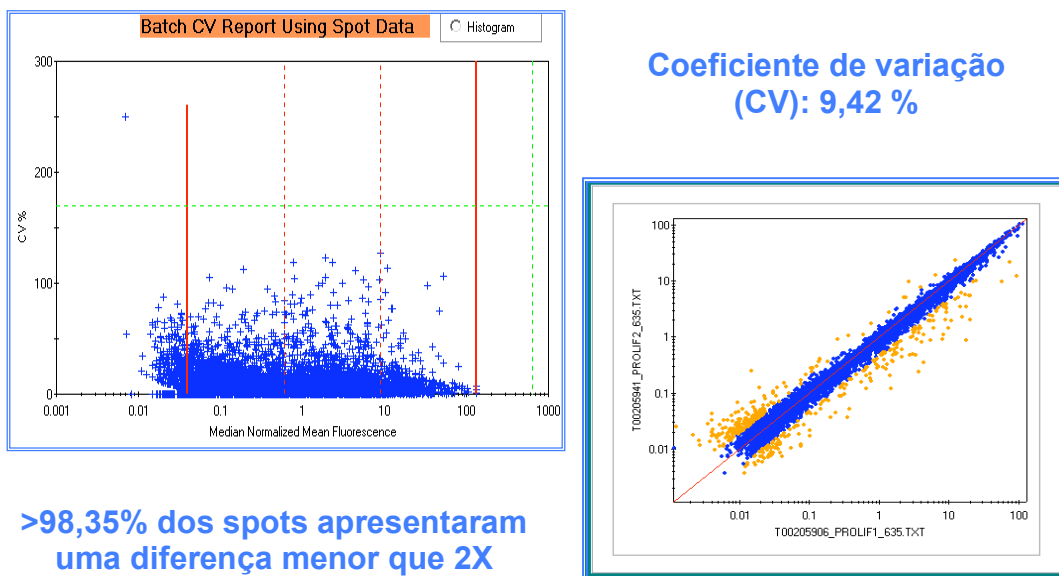 Batch CV Report Using Spot Data
Histogram
300
200
100
0
CV %
0.001 0.01 0.1 1 10 100 1000
Median Normalized Mean Fluorescence
Coeficiente de variação
(CV): 9,42 %
100
10
1
0.1
0.01
T00205941_PROLIF2_635.TXT
0.01 0.1 1 10 100
T00205906_PROLIF1_635.TXT
>98,35% dos spots apresentaram
uma diferença menor que 2X